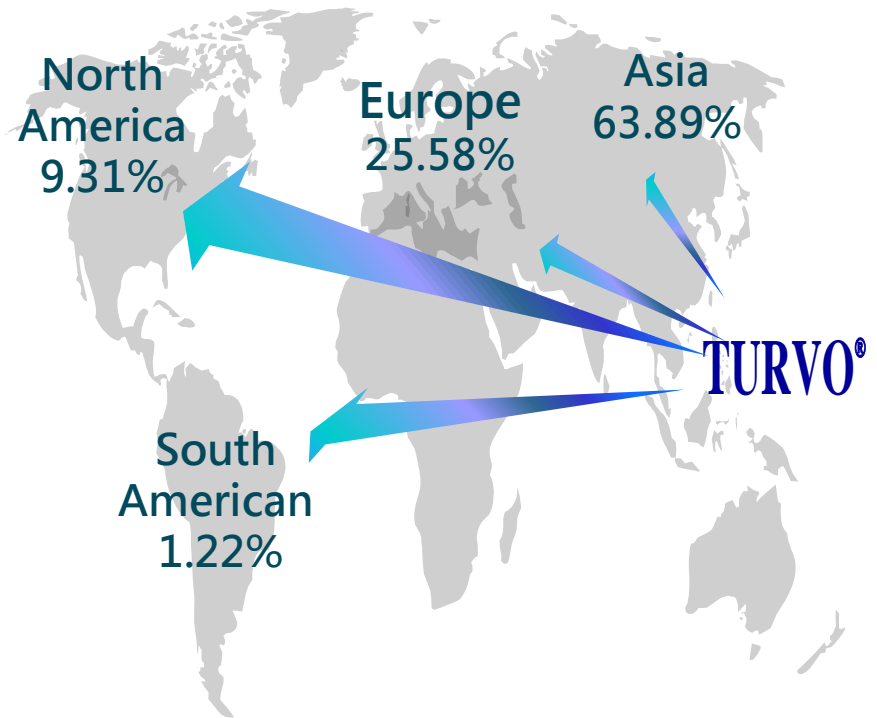 North
America
9.31%
Europe
25.58%
Asia
63.89%
TURVO®
South
American
1.22%